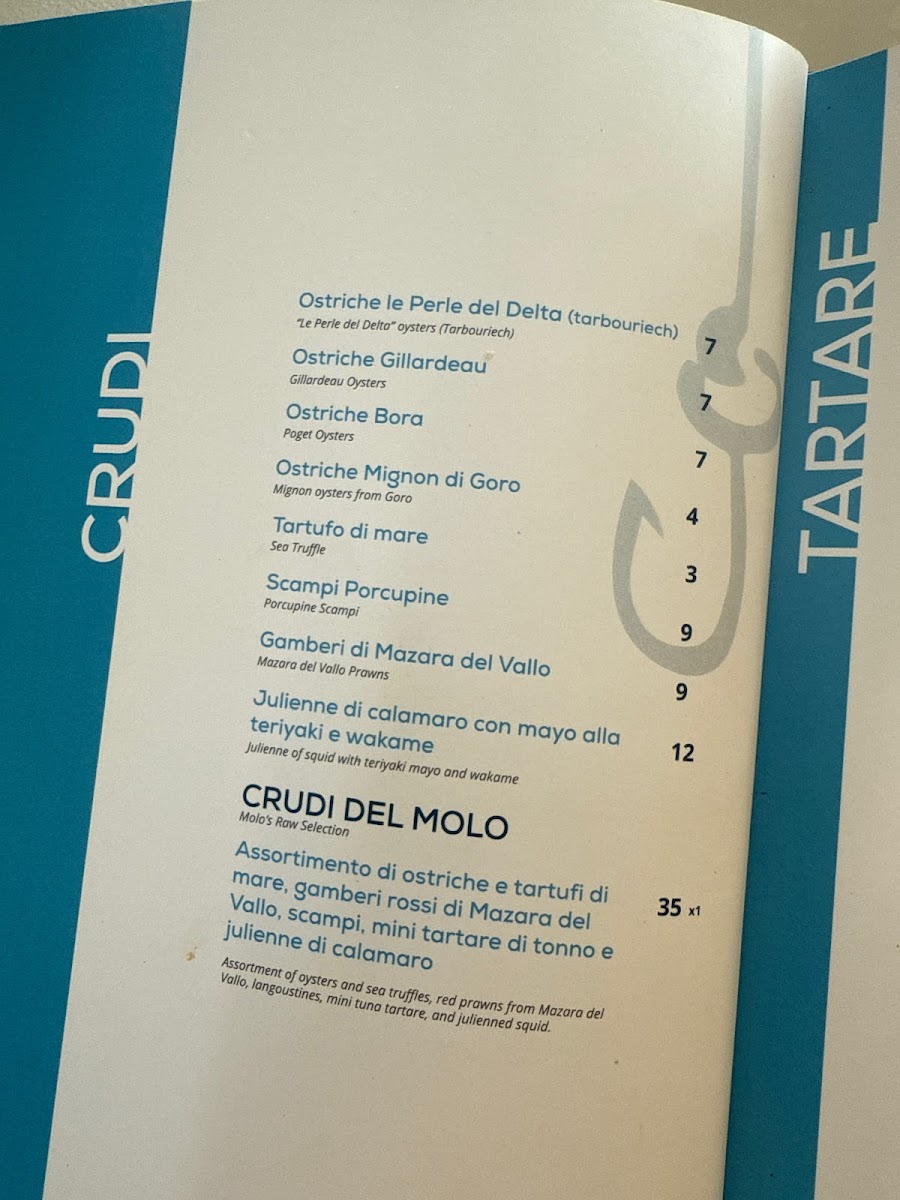 CRUDI
Ostriche le Perle del Delta (tarbouriech) 7
"Le Perle del Delta" oysters (Tarbouriech)
Ostriche Gillardeau 7
Gillardeau Oysters
Ostriche Bora 7
Poget Oysters
Ostriche Mignon di Goro 4
Mignon oysters from Goro
Tartufo di mare 3
Sea Truffle
Scampi Porcupine 9
Porcupine Scampi
Gamberi di Mazara del Vallo 9
Mazara del Vallo Prawns
Julienne di calamaro con mayo alla
teriyaki e wakame 12
Julienne of squid with teriyaki mayo and wakame
CRUDI DEL MOLO
Molo's Raw Selection
Assortimento di ostriche e tartufi di
mare, gamberi rossi di Mazara del 35 x1
Vallo, scampi, mini tartare di tonno e
julienne di calamaro
Assortment of oysters and sea truffles, red prawns from Mazara del
Vallo, langoustines, mini tuna tartare, and julienned squid.
TARTARE